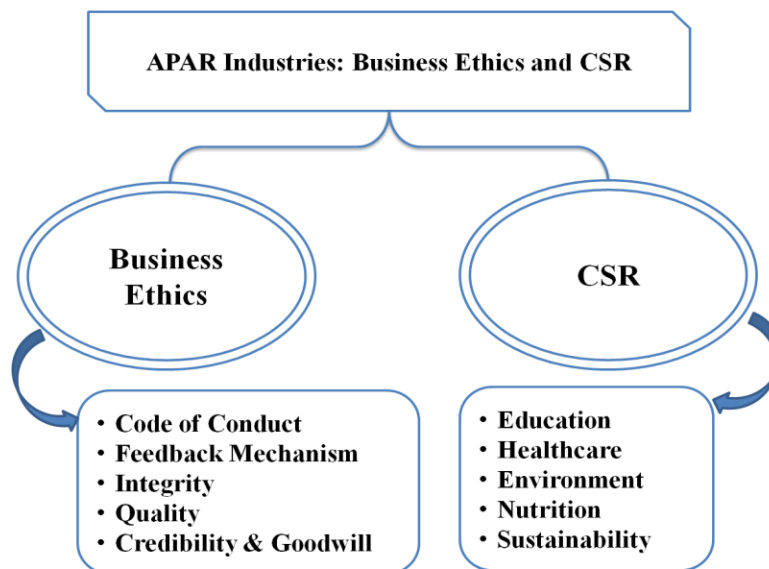 APAR Industries: Business Ethics and CSR
Business
Ethics
CSR
• Code of Conduct
• Feedback Mechanism
• Integrity
• Quality
• Credibility & Goodwill
• Education
• Healthcare
• Environment
• Nutrition
• Sustainability